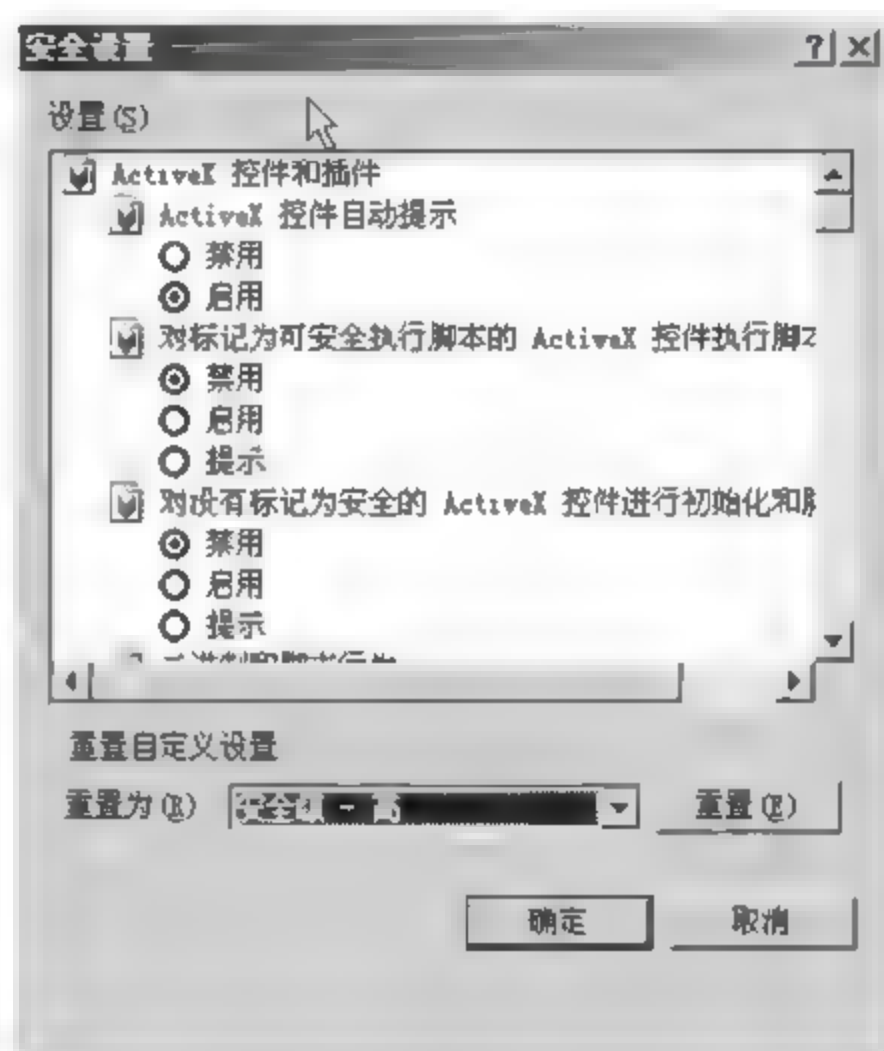 安全设置
设置(S)
ActiveX 控件和插件
ActiveX 控件自动提示
禁用
启用
对标记为可安全执行脚本的 ActiveX 控件执行脚
禁用
启用
提示
对没有标记为安全的 ActiveX 控件进行初始化和
禁用
启用
提示
重置自定义设置
重置为(R) 安全级 - 高 重置(E)
确定 取消